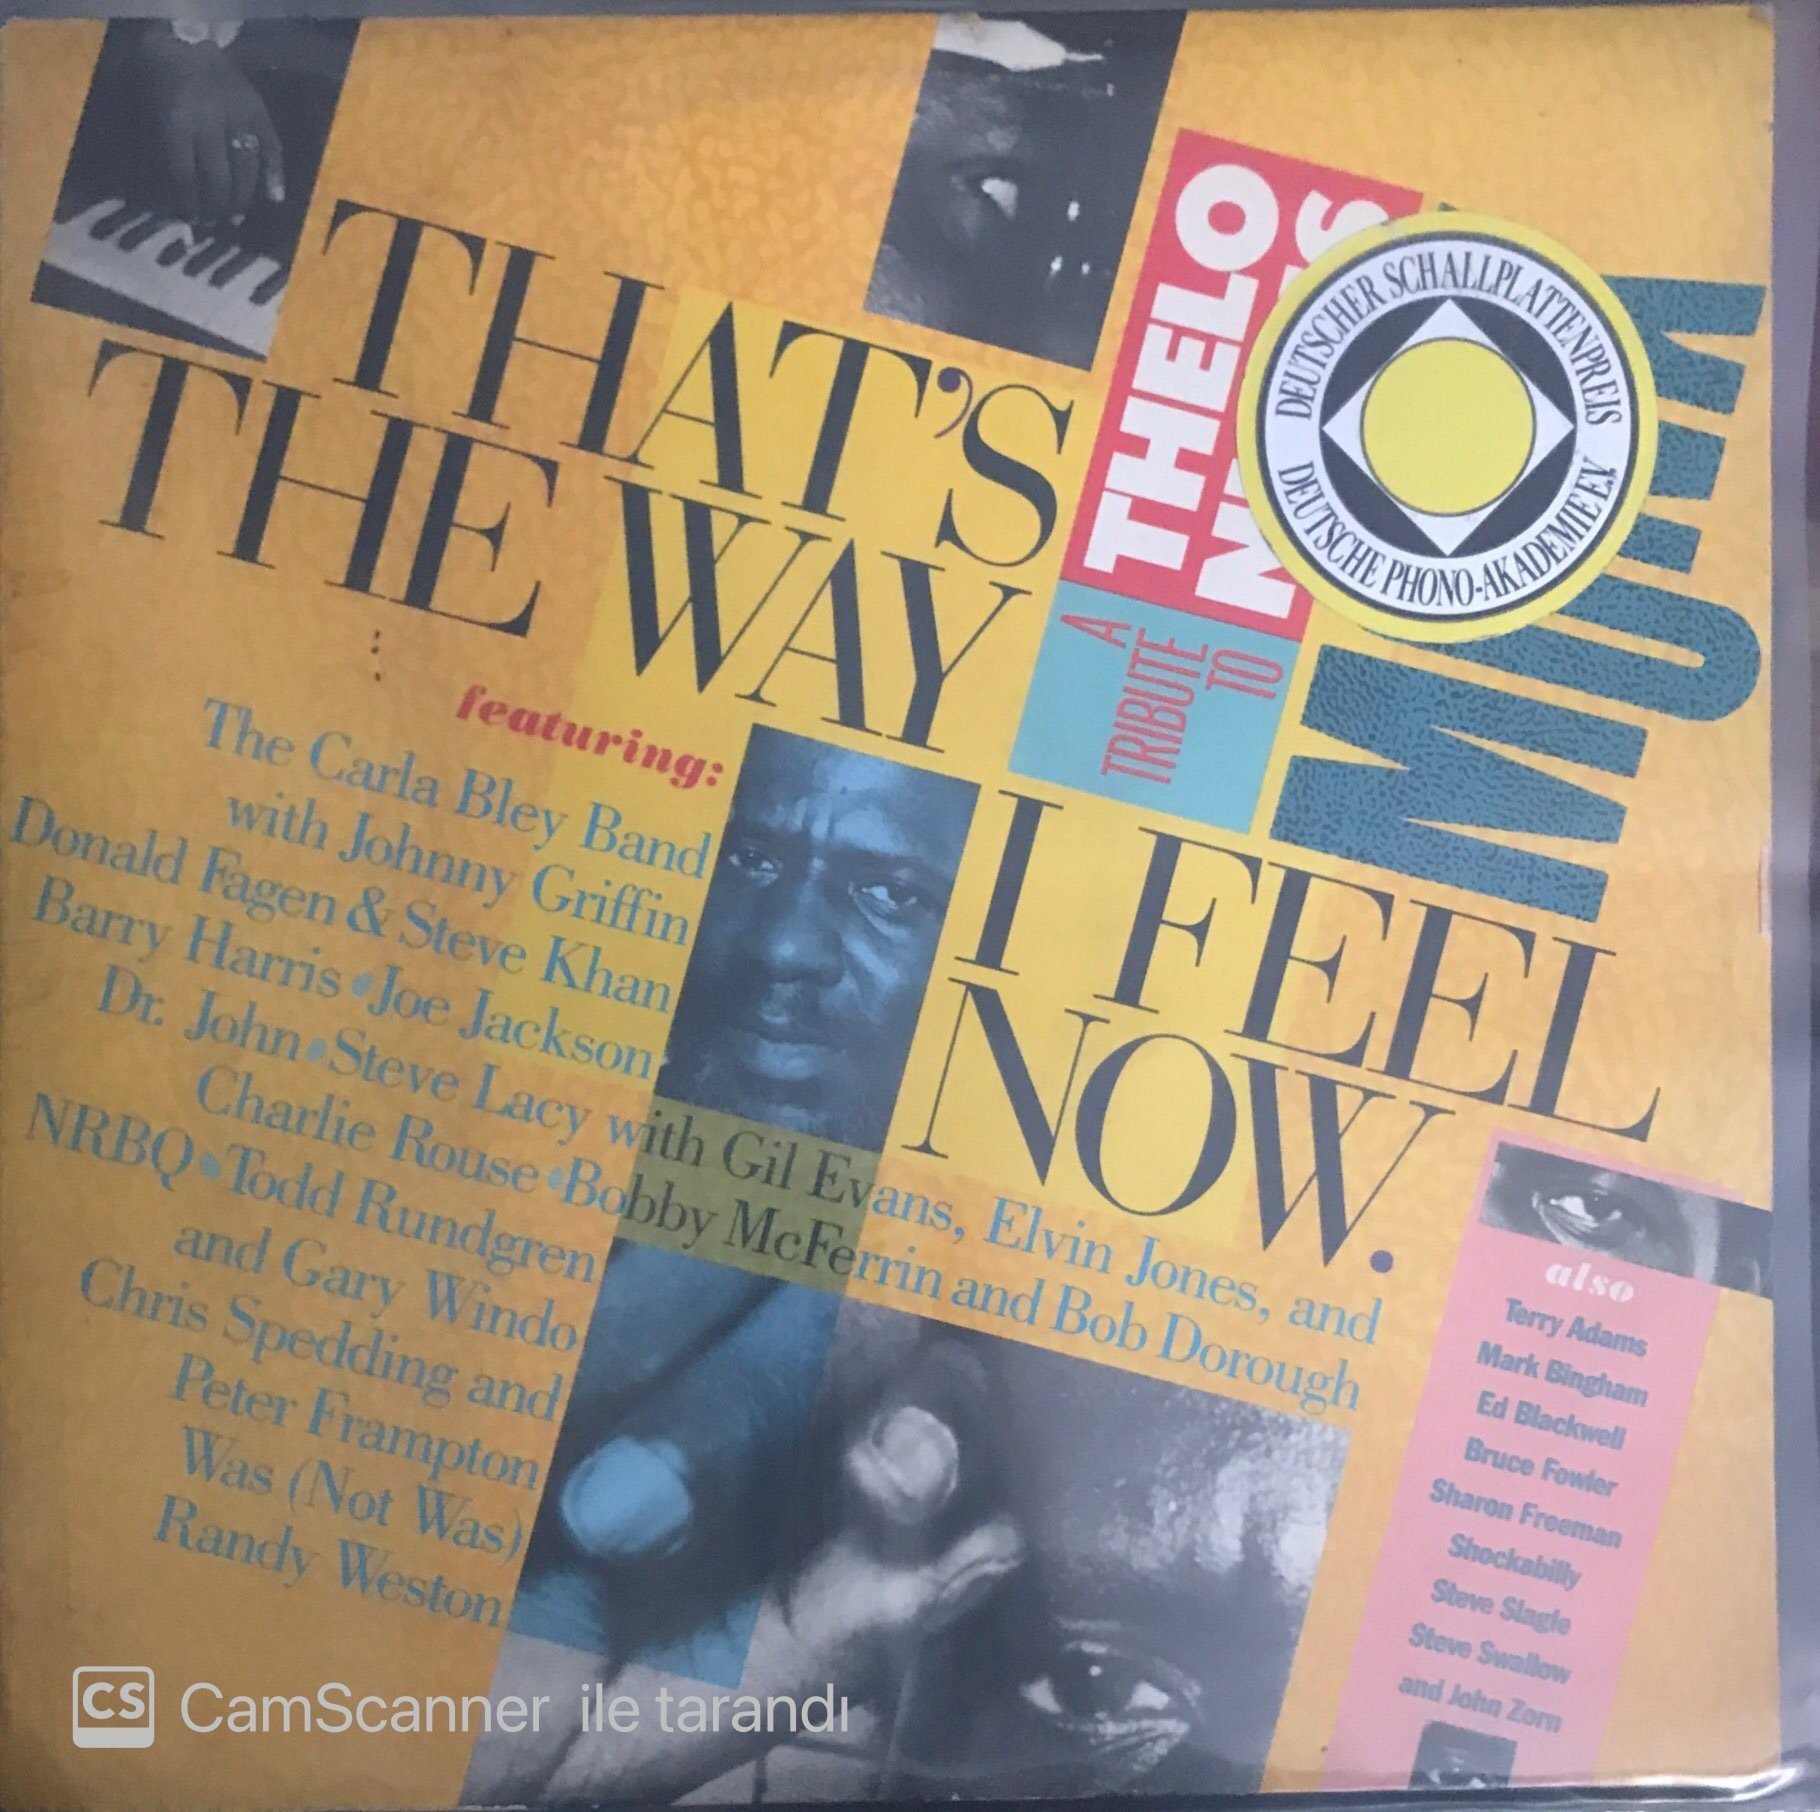 THAT'S
THE WAY
I FEEL
NOW.
A
TRIBUTE
TO
THELO
DEUTSCHER SCHALLPLATTENPREIS
DEUTSCHE PHONO-AKADEMIE E.V.
featuring:
The Carla Bley Band
with Johnny Griffin
Donald Fagen & Steve Khan
Barry Harris • Joe Jackson
Dr. John • Steve Lacy with Gil Evans, Elvin Jones, and
Charlie Rouse • Bobby McFerrin and Bob Dorough
NRBQ • Todd Rundgren
and Gary Windo
Chris Spedding and
Peter Frampton
Was (Not Was)
Randy Weston
also
Terry Adams
Mark Bingham
Ed Blackwell
Bruce Fowler
Sharon Freeman
Shockabilly
Steve Slagle
Steve Swallow
and John Zorn
CS CamScanner ile tarandı